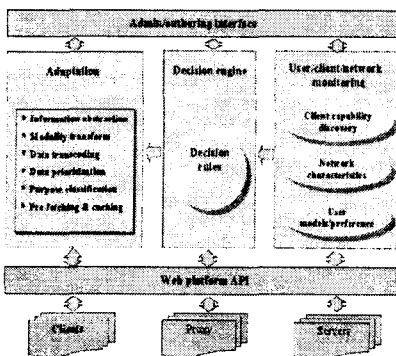 Admin/authoring interface
Adaptation
Information abstraction
Modality transform
Data transcoding
Data prioritization
Purpose classification
Pre-fetching & caching
Decision engine
Decision rules
User/client/network
monitoring
Client capability
discovery
Network
characteristics
User
models/preference
Web platform API
Clients
Proxy
Servers